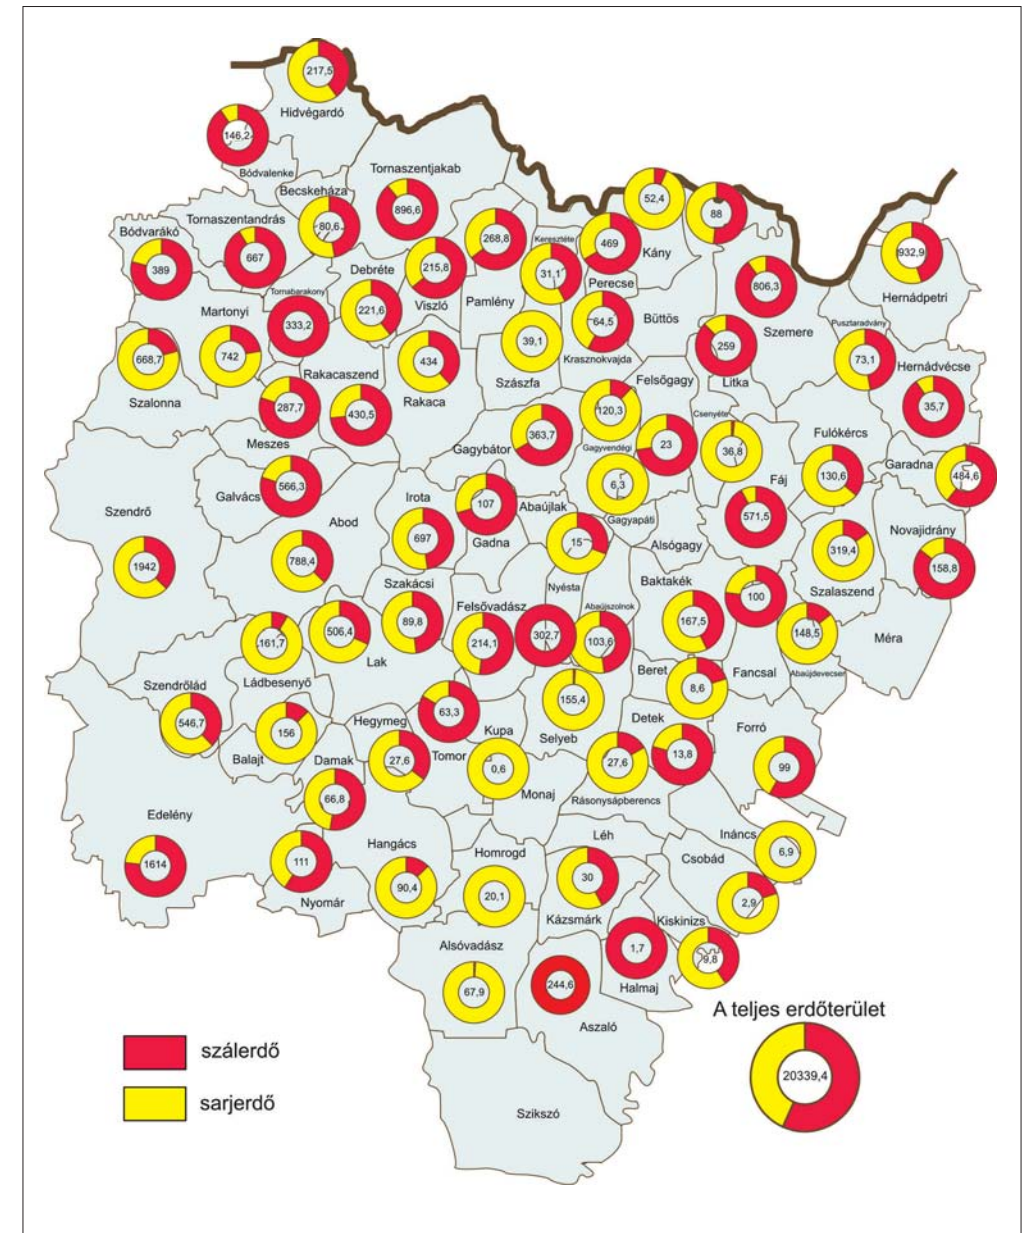 217,5
Hidvégardó
146,2
Bódvalenke
Tornaszentjakab
Becskeháza
896,6
52,4
88
Tornaszentandrás
80,6
Bódvarákó
667
389
268,8
Keresztéte
469
Kány
932,9
Debréte
215,8
31,1
Perecse
806,3
Hernádpetri
Tornabarakony
Viszló
Pamlény
Martonyi
221,6
333,2
64,5
Büttös
Szemere
Pusztaradvány
668,7
742
434
39,1
Krasznokvajda
259
73,1
Hernádvécse
Rakacaszend
Rakaca
Szászfa
Felsőgagy
Litka
Szalonna
287,7
430,5
120,3
35,7
Meszes
Gagybátor
363,7
Gagyvendégi
23
Csenyéte
36,8
Fulókércs
Garadna
566,3
6,3
Fáj
130,6
484,6
Galvács
Irota
107
Abaújlak
Gagyapáti
571,5
Szendrő
Abod
697
Gadna
15
Alsógagy
319,4
Novajidrány
1942
788,4
158,8
Szakácsi
Nyésta
Baktakék
100
Szalaszend
89,8
Felsővadász
Abaújszolnok
167,5
506,4
214,1
302,7
103,6
148,5
Méra
161,7
Lak
Beret
Fancsal
Abaújdevecser
Szendrőlád
Ládbesenyő
155,4
8,6
546,7
Hegymeg
63,3
Kupa
Selyeb
Detek
Forró
156
Balajt
Damak
27,6
Tomor
0,6
27,6
13,8
99
66,8
Monaj
Rásonysápberencs
Edelény
Hangács
Homrogd
Léh
Ináncs
1614
111
Csobád
6,9
Nyomár
90,4
20,1
30
2,9
Kázsmárk
Kiskinizs
Alsóvadász
1,7
9,8
67,9
244,6
Halmaj
Aszaló
A teljes erdőterület
20339,4
szálerdő
sarjerdő
Szikszó